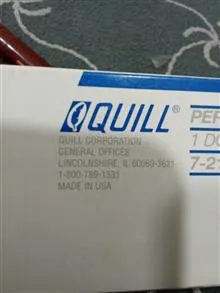 QUILL®
QUILL CORPORATION
GENERAL OFFICES
LINCOLNSHIRE, IL 60069-3621
1-800-789-1331
MADE IN USA
PER
1 DO
7-21